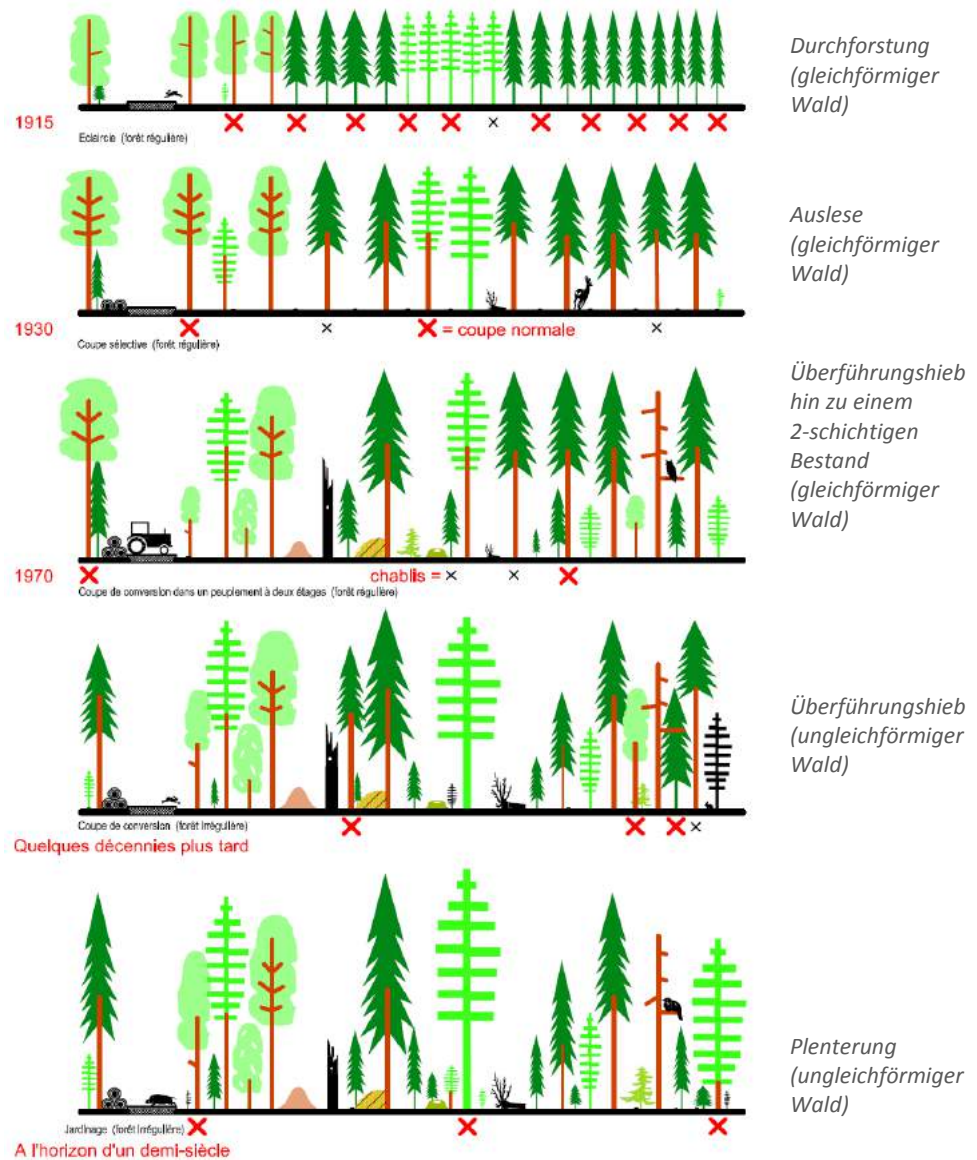 Durchforstung
(gleichförmiger
Wald)
1915
Eclaircie (forêt régulière)
Auslese
(gleichförmiger
Wald)
1930
= coupe normale
Coupe sélective (forêt régulière)
Überführungshieb
hin zu einem
2-schichtigen
Bestand
(gleichförmiger
Wald)
1970
chablis =
Coupe de conversion dans un peuplement à deux étages (forêt régulière)
Überführungshieb
(ungleichförmiger
Wald)
Coupe de conversion (forêt irrégulière)
Quelques décennies plus tard
Plenterung
(ungleichförmiger
Wald)
Jardinage (forêt irrégulière)
A l'horizon d'un demi-siècle